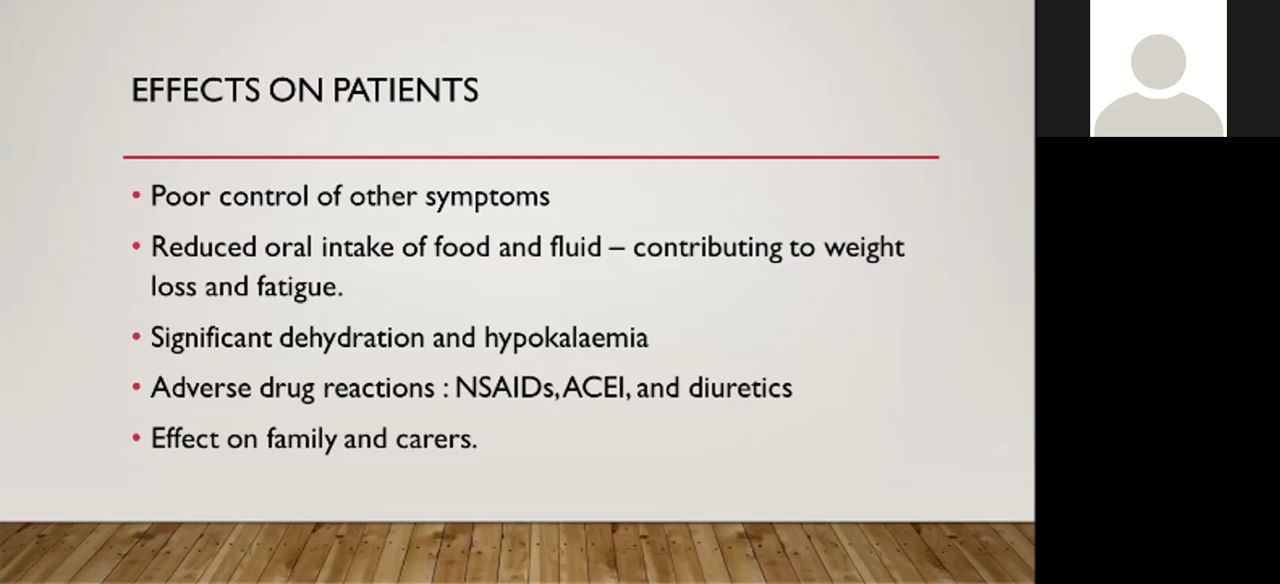 EFFECTS ON PATIENTS
• Poor control of other symptoms
• Reduced oral intake of food and fluid – contributing to weight
loss and fatigue.
• Significant dehydration and hypokalaemia
• Adverse drug reactions : NSAIDs, ACEI, and diuretics
• Effect on family and carers.